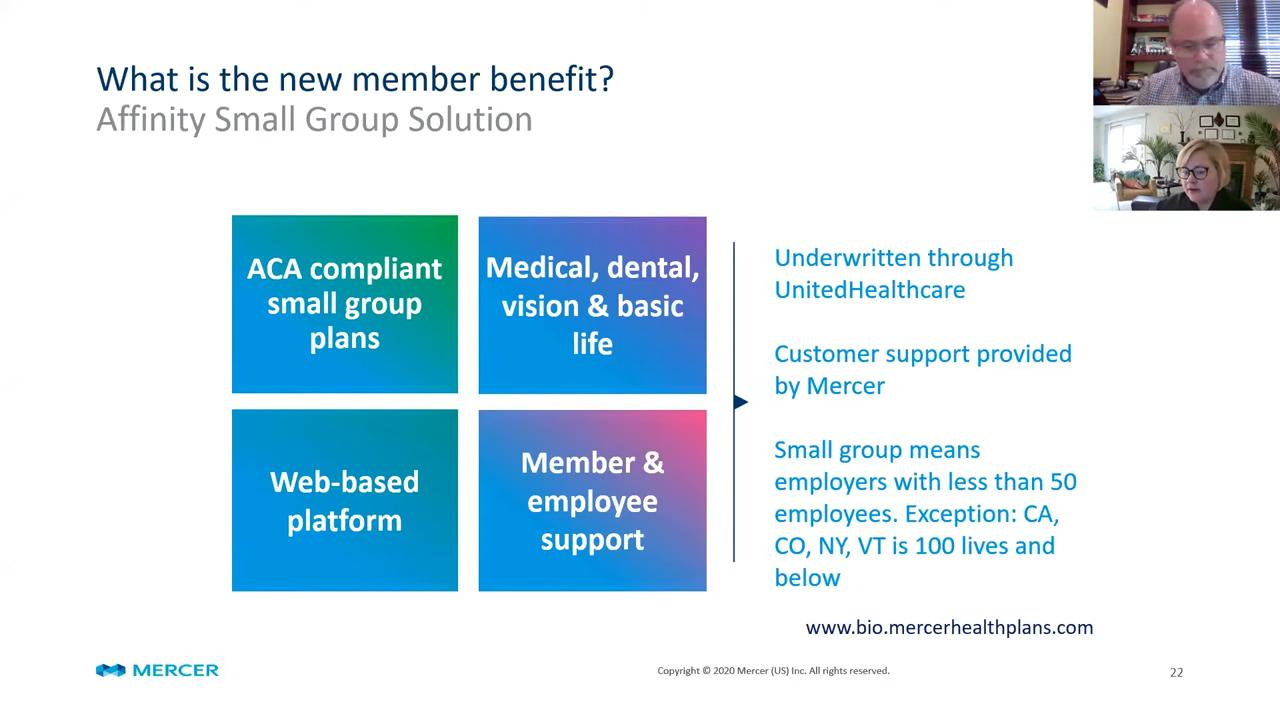 What is the new member benefit?
Affinity Small Group Solution
ACA compliant
small group
plans
Medical, dental,
vision & basic
life
Web-based
platform
Member &
employee
support
Underwritten through
UnitedHealthcare
Customer support provided
by Mercer
Small group means
employers with less than 50
employees. Exception: CA,
CO, NY, VT is 100 lives and
below
www.bio.mercerhealthplans.com
MERCER
Copyright © 2020 Mercer (US) Inc. All rights reserved.
22